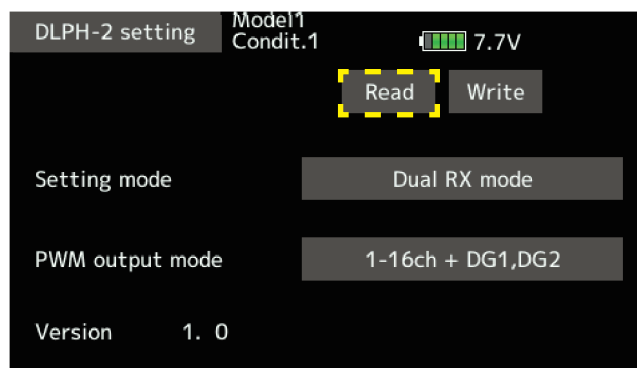 DLPH-2 setting
Model1
Condit.1
7.7V
Read Write
Setting mode Dual RX mode
PWM output mode 1-16ch + DG1,DG2
Version 1. 0